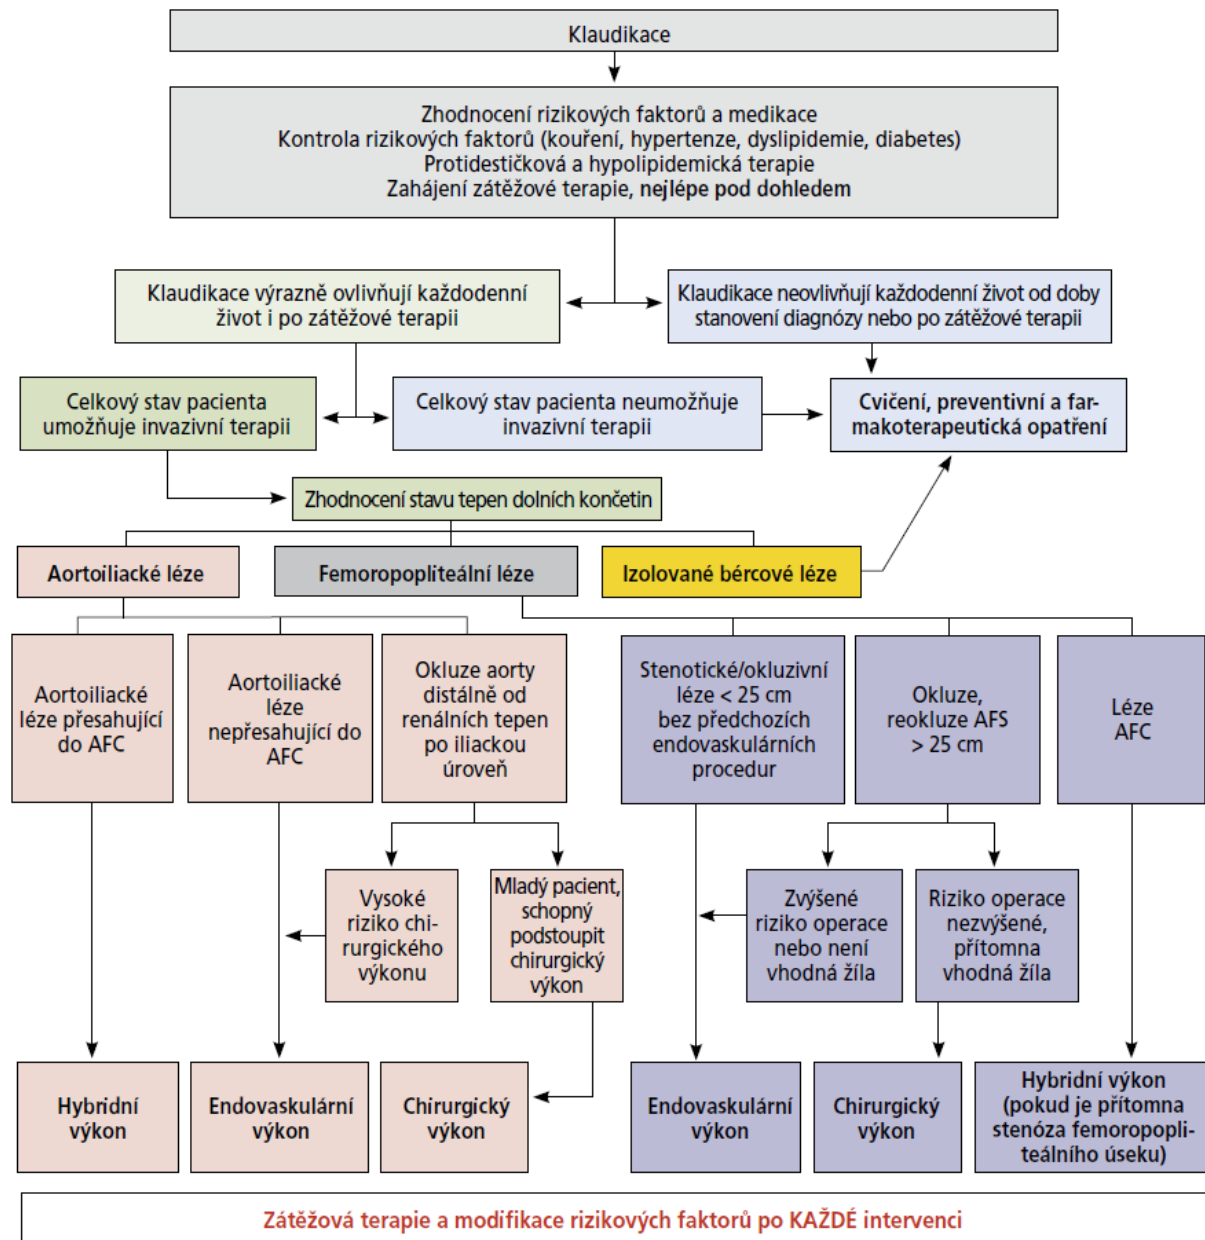 Klaudikace
Zhodnocení rizikových faktorů a medikace
Kontrola rizikových faktorů (kouření, hypertenze, dyslipidemie, diabetes)
Protidestičková a hypolipidemická terapie
Zahájení zátěžové terapie, nejlépe pod dohledem
Klaudikace výrazně ovlivňují každodenní
život i po zátěžové terapii
Klaudikace neovlivňují každodenní život od doby
stanovení diagnózy nebo po zátěžové terapii
Celkový stav pacienta
umožňuje invazivní terapii
Celkový stav pacienta neumožňuje
invazivní terapii
Cvičení, preventivní a far-
makoterapeutická opatření
Zhodnocení stavu tepen dolních končetin
Aortoiliacké léze
Femoropopliteální léze
Izolované bércové léze
Aortoiliacké
léze přesahující
do AFC
Aortoiliacké
léze
nepřesahující do
AFC
Okluze aorty
distálně od
renálních tepen
po iliackou
úroveň
Stenotické/okluzivní
léze < 25 cm
bez předchozích
endovaskulárních
procedur
Okluze,
reokluze AFS
> 25 cm
Léze
AFC
Vysoké
riziko chi-
rurgického
výkonu
Mladý pacient,
schopný
podstoupit
chirurgický
výkon
Zvýšené
riziko operace
nebo není
vhodná žíla
Riziko operace
nezvýšené,
přítomna
vhodná žíla
Hybridní
výkon
Endovaskulární
výkon
Chirurgický
výkon
Endovaskulární
výkon
Chirurgický
výkon
Hybridní výkon
(pokud je přítomna
stenóza femoropopli-
teálního úseku)
Zátěžová terapie a modifikace rizikových faktorů po KAŽDÉ intervenci